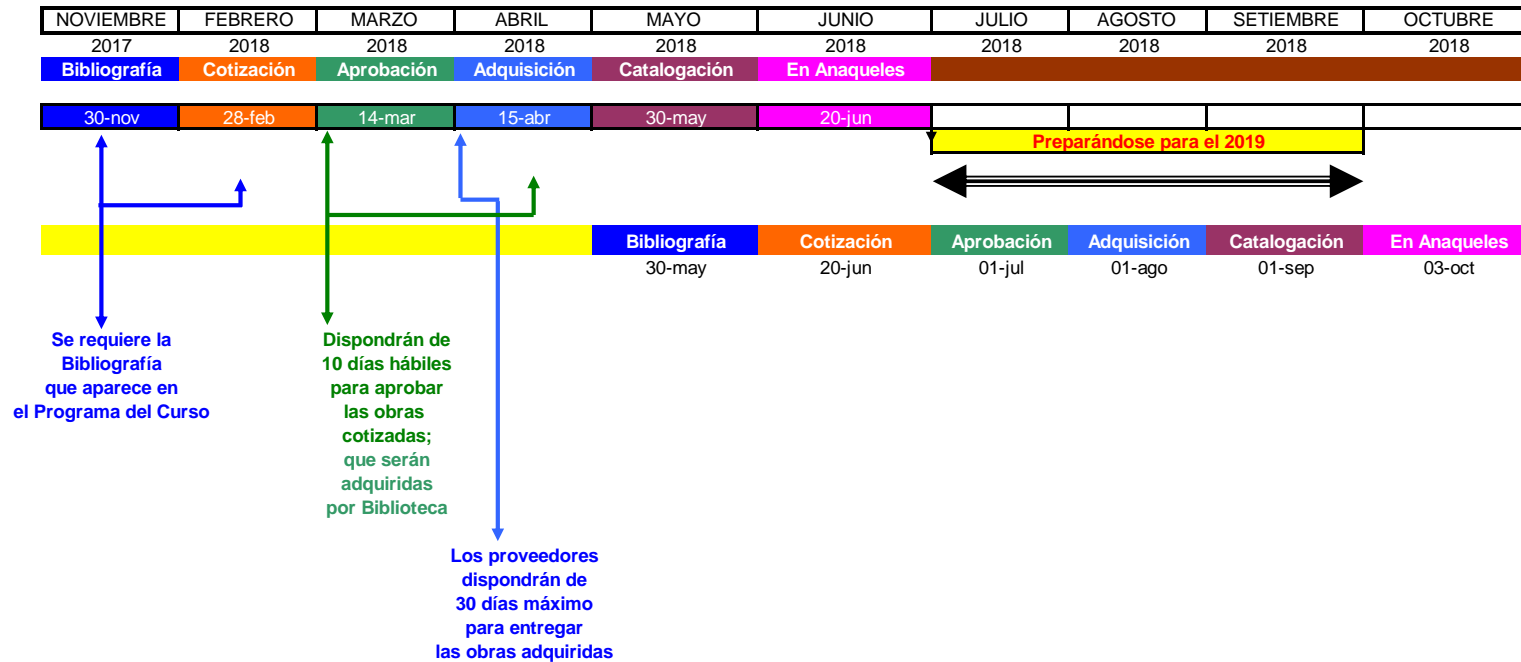 NOVIEMBRE FEBRERO MARZO ABRIL MAYO JUNIO JULIO AGOSTO SETIEMBRE OCTUBRE
2017 2018 2018 2018 2018 2018 2018 2018 2018 2018
Bibliografía Cotización Aprobación Adquisición Catalogación En Anaqueles
30-nov 28-feb 14-mar 15-abr 30-may 20-jun
Preparándose para el 2019
Bibliografía Cotización Aprobación Adquisición Catalogación En Anaqueles
30-may 20-jun 01-jul 01-ago 01-sep 03-oct
Se requiere la
Bibliografía
que aparece en
el Programa del Curso
Dispondrán de
10 días hábiles
para aprobar
las obras
cotizadas;
que serán
adquiridas
por Biblioteca
Los proveedores
dispondrán de
30 días máximo
para entregar
las obras adquiridas